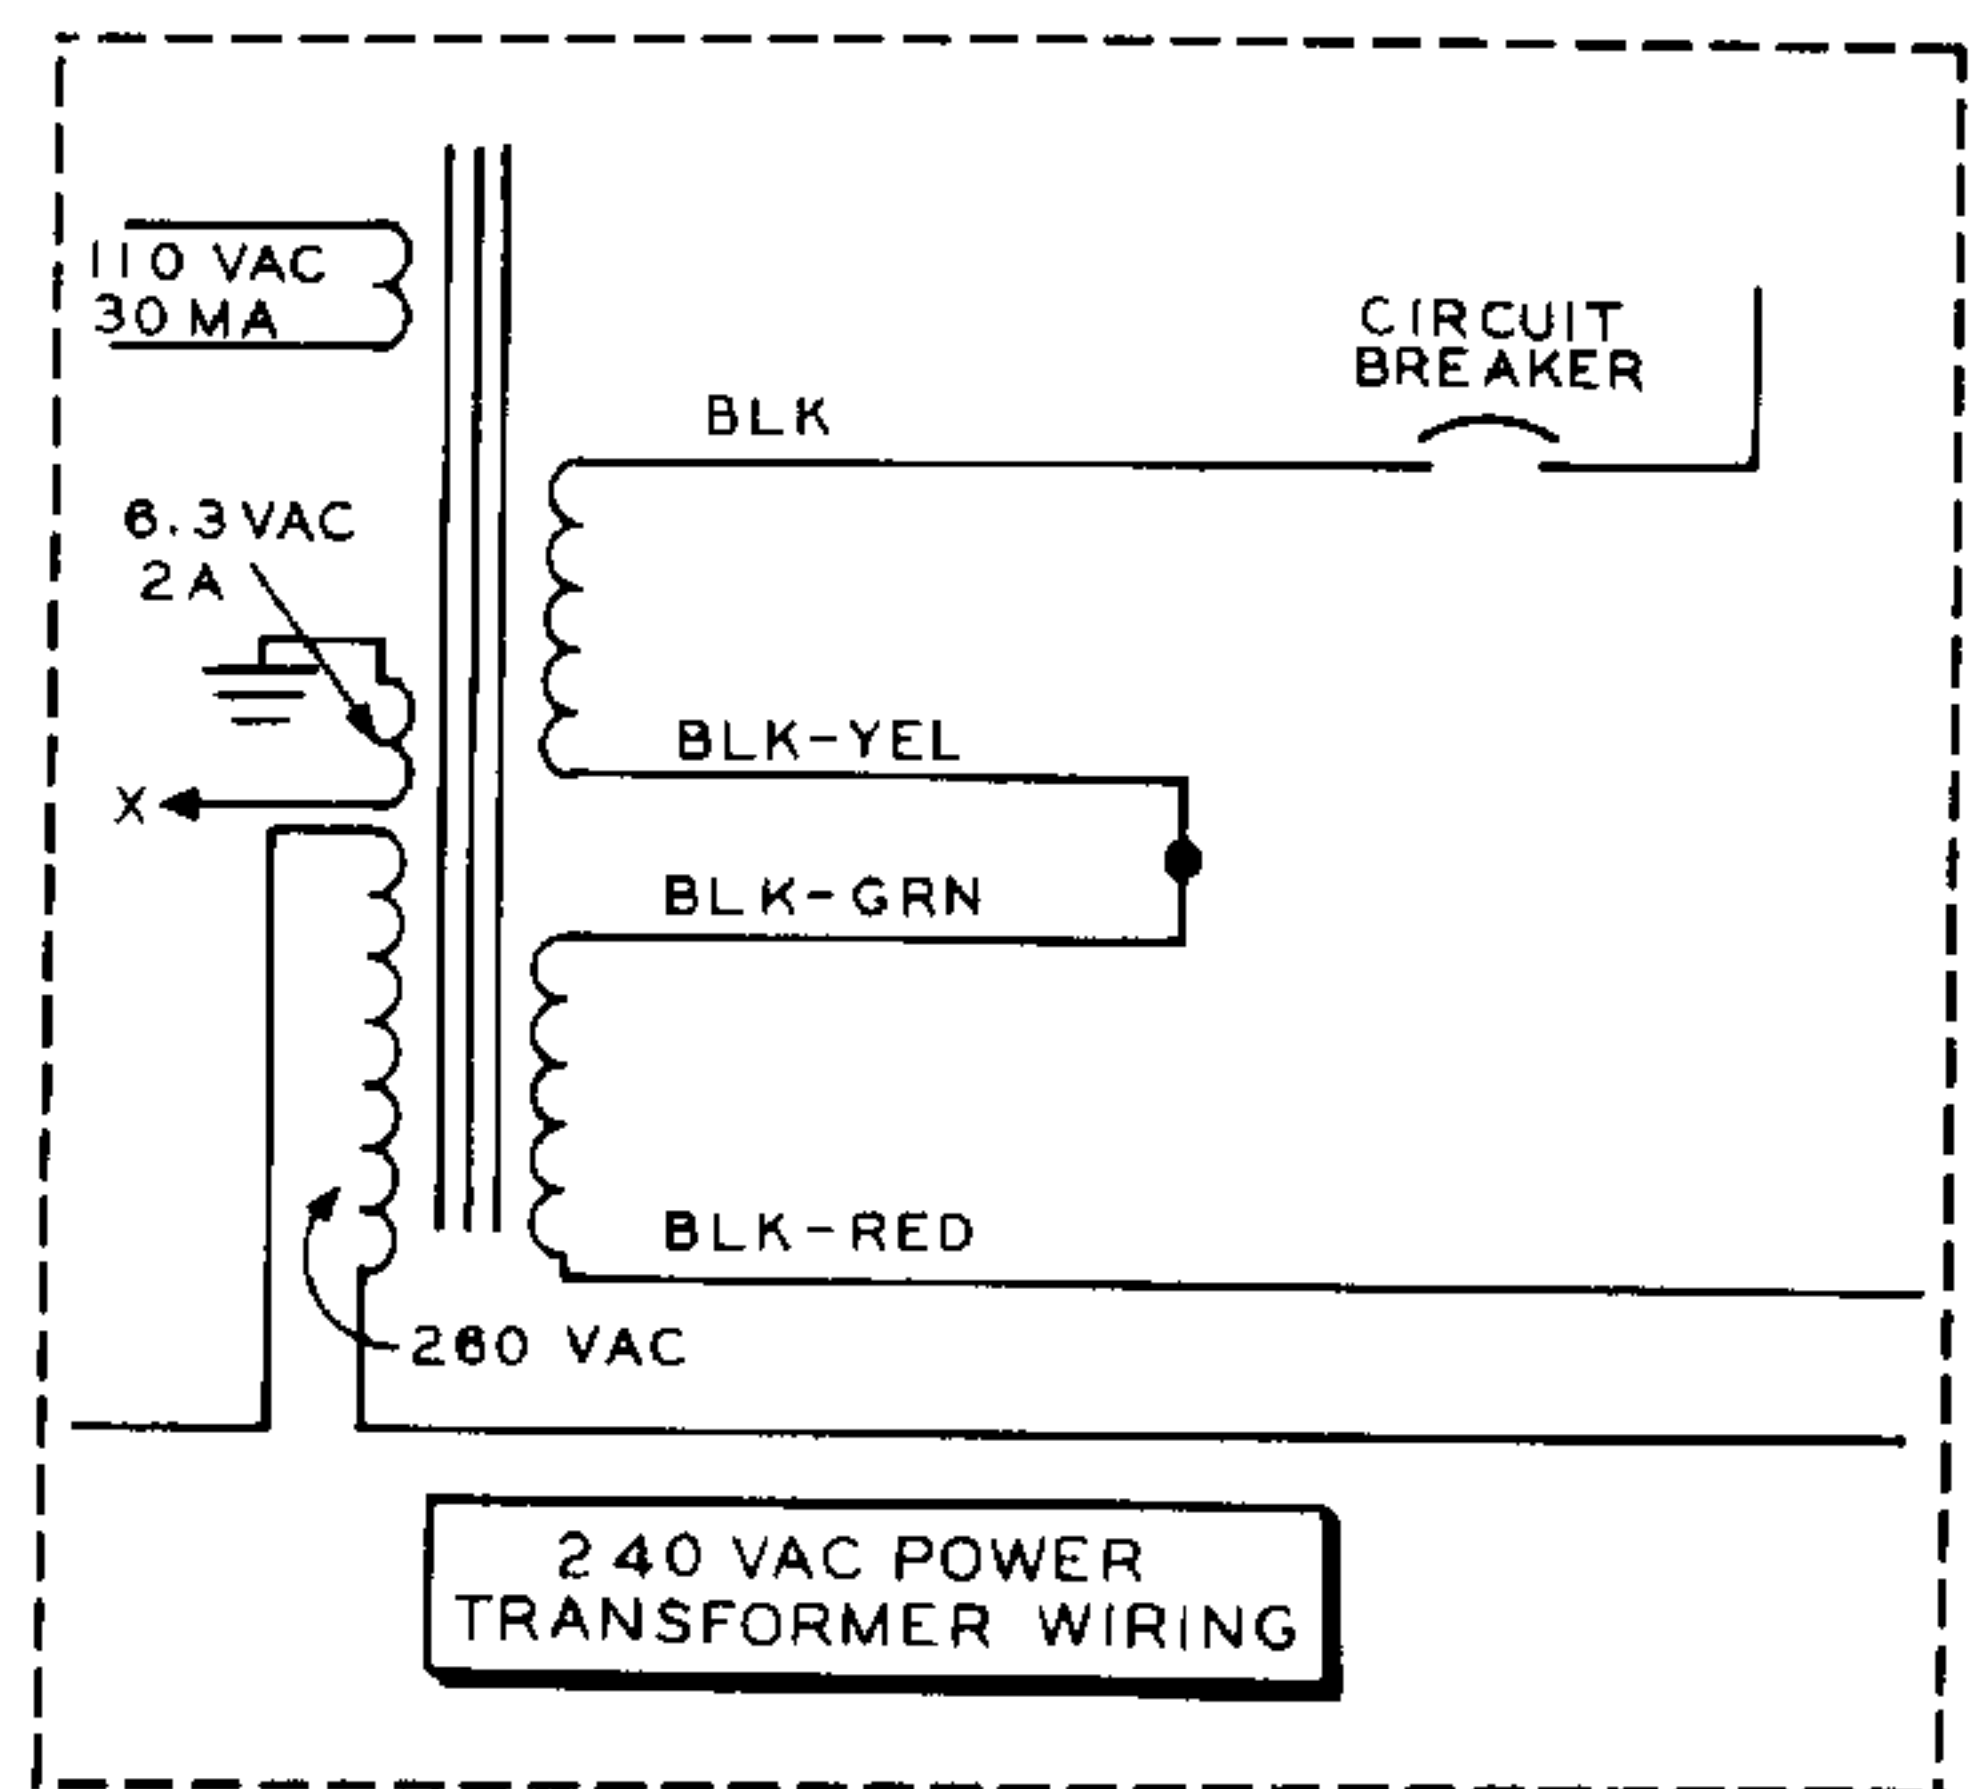 110 VAC
30 MA
CIRCUIT
BREAKER
BLK
6.3 VAC
2 A
BLK-YEL
X
BLK-GRN
BLK-RED
260 VAC
240 VAC POWER
TRANSFORMER WIRING